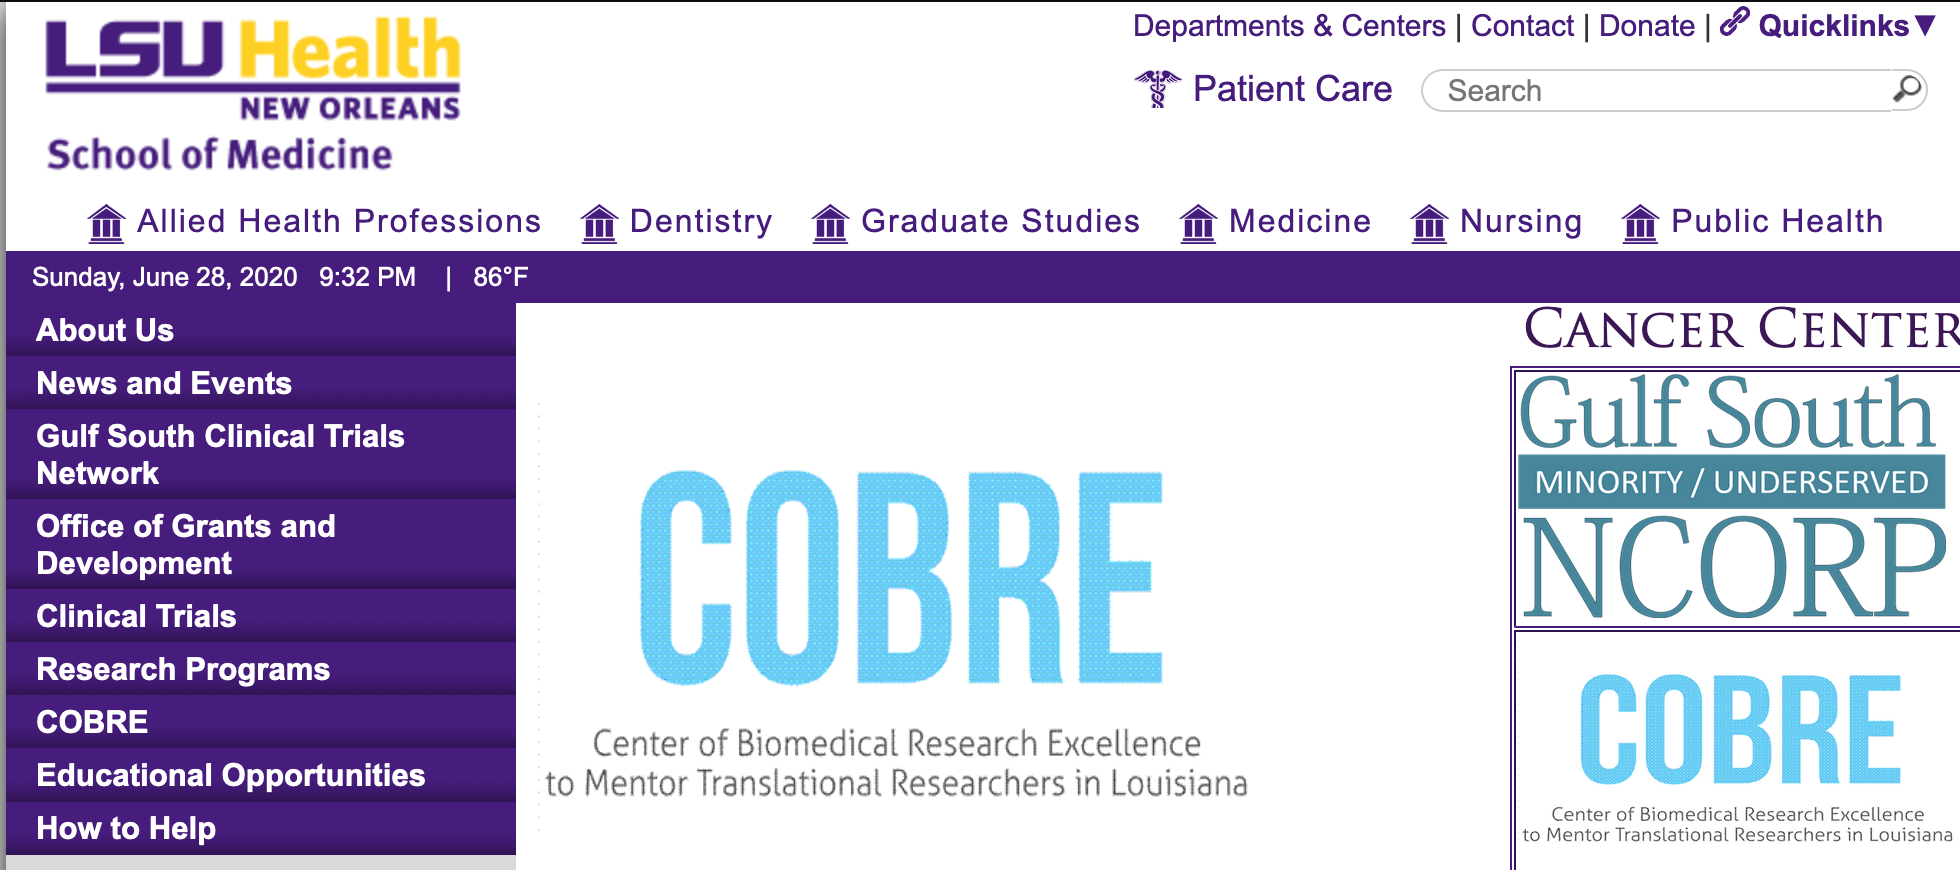 LSU Health
NEW ORLEANS
School of Medicine
Departments & Centers | Contact | Donate | Quicklinks▼
Patient Care
Search
Allied Health Professions Dentistry Graduate Studies Medicine Nursing Public Health
Sunday, June 28, 2020 9:32 PM | 86°F
About Us
News and Events
Gulf South Clinical Trials
Network
Office of Grants and
Development
Clinical Trials
Research Programs
COBRE
Educational Opportunities
How to Help
COBRE
Center of Biomedical Research Excellence
to Mentor Translational Researchers in Louisiana
CANCER CENTER
Gulf South
MINORITY / UNDERSERVED
NCORP
COBRE
Center of Biomedical Research Excellence
to Mentor Translational Researchers in Louisiana